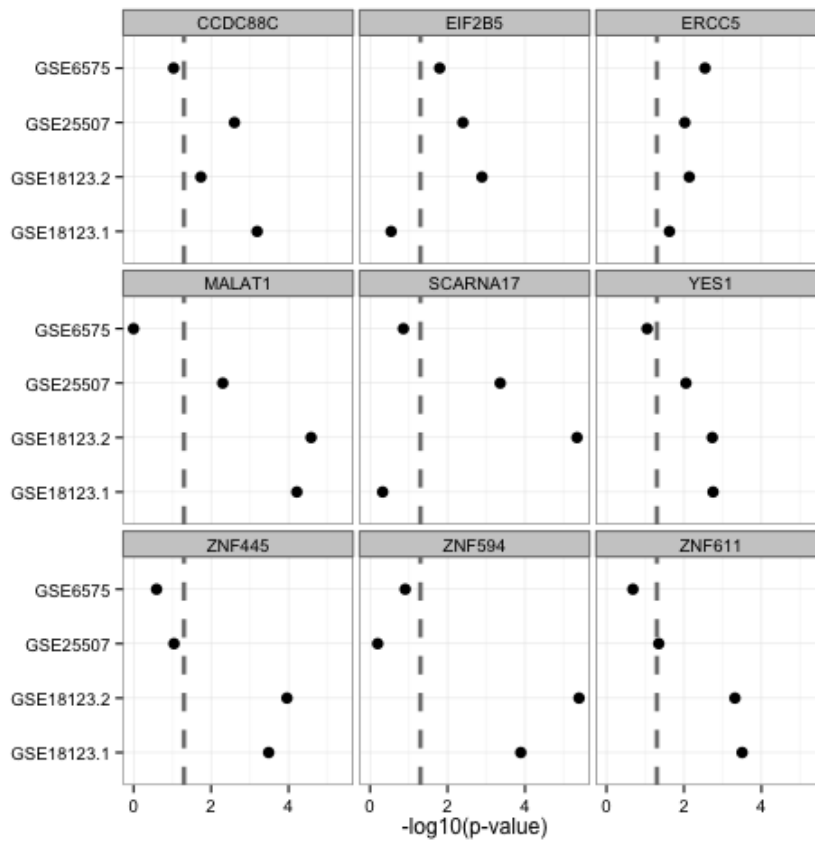 CCDC88C EIF2B5 ERCC5
GSE6575
GSE25507
GSE18123.2
GSE18123.1
MALAT1 SCARNA17 YES1
GSE6575
GSE25507
GSE18123.2
GSE18123.1
ZNF445 ZNF594 ZNF611
GSE6575
GSE25507
GSE18123.2
GSE18123.1
0 2 4 0 2 4 0 2 4
-log10(p-value)